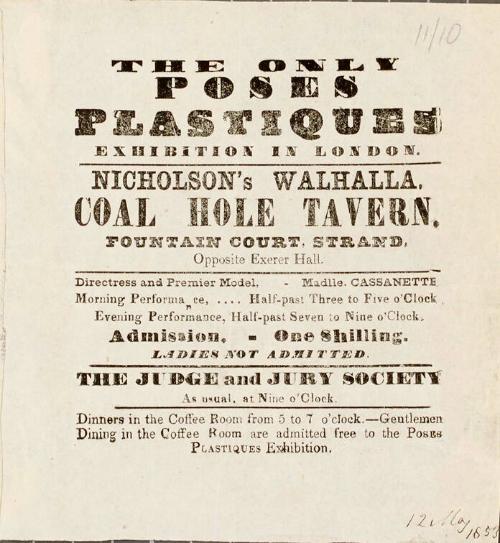 11/10
THE ONLY
POSES
PLASTIQUES
EXHIBITION IN LONDON.
NICHOLSON'S WALHALLA,
COAL HOLE TAVERN,
FOUNTAIN COURT, STRAND,
Opposite Exerer Hall.
Directress and Premier Model, - Madlle. CASSANETTE
Morning Performance, .... Half-past Three to Five o'Clock
Evening Performance, Half-past Seven to Nine o'Clock.
Admission, - One Shilling.
LADIES NOT ADMITTED.
THE JUDGE and JURY SOCIETY
As usual, at Nine o'Clock.
Dinners in the Coffee Room from 5 to 7 o'clock.—Gentlemen
Dining in the Coffee Room are admitted free to the POSES
PLASTIQUES Exhibition.
12 May